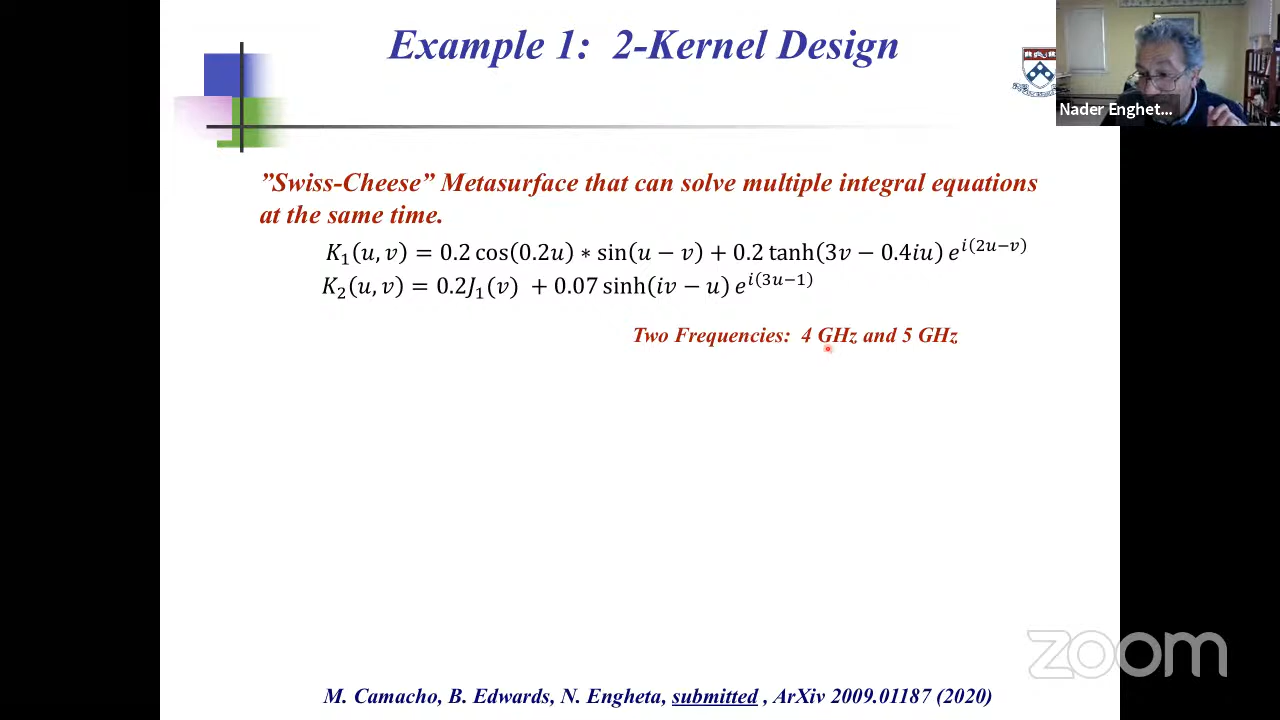 Example 1: 2-Kernel Design
Nader Enghet...
”Swiss-Cheese” Metasurface that can solve multiple integral equations
at the same time.
K₁(u, v) = 0.2 cos(0.2u) ∗ sin(u − v) + 0.2 tanh(3v − 0.4iu) e^{i(2u−v)}
K₂(u, v) = 0.2J₁(v) + 0.07 sinh(iv − u) e^{i(3u−1)}
Two Frequencies: 4 GHz and 5 GHz
zoom
M. Camacho, B. Edwards, N. Engheta, submitted , ArXiv 2009.01187 (2020)